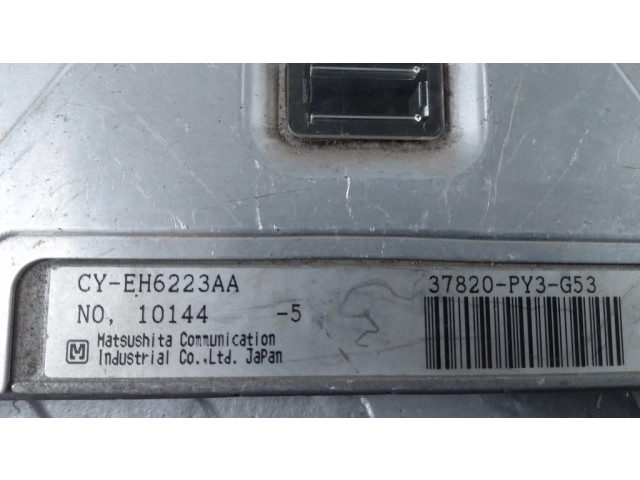 CY-EH6223AA
37820-PY3-G53
NO, 10144 -5
M Matsushita Communication
Industrial Co.,Ltd. JaPan